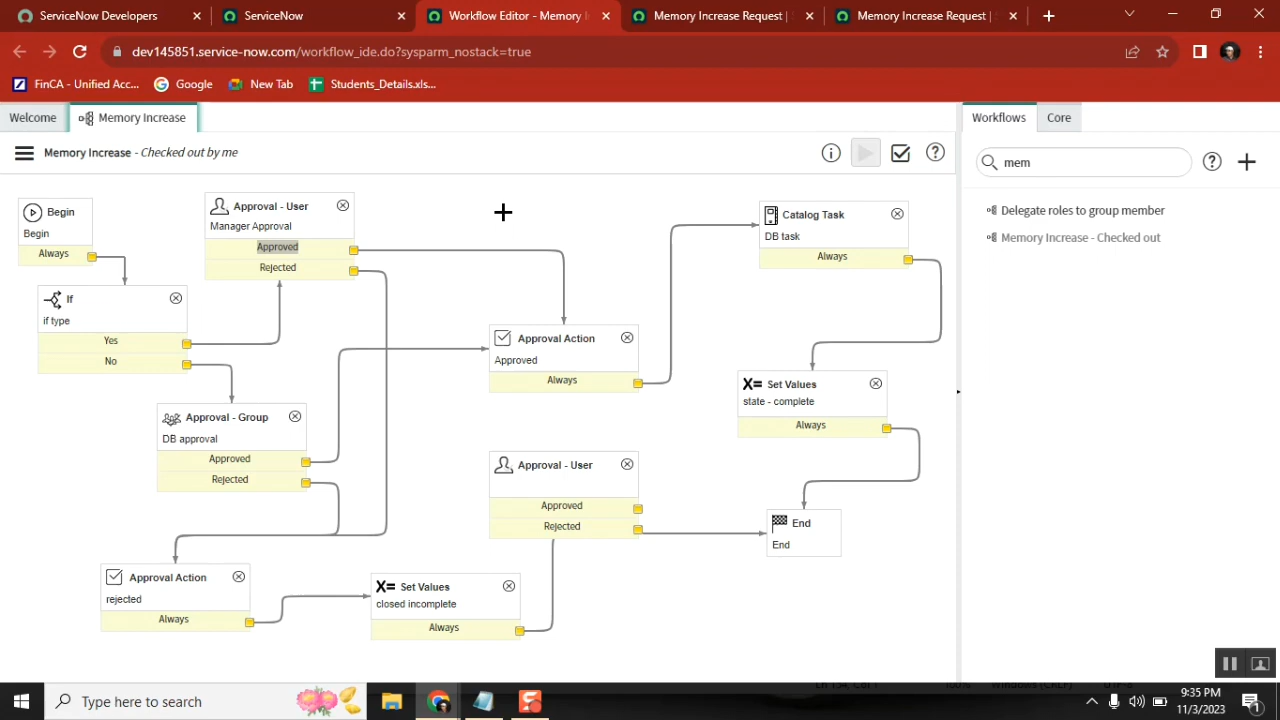 ServiceNow Developers
ServiceNow
Workflow Editor - Memory I
Memory Increase Request |
Memory Increase Request |
dev145851.service-now.com/workflow_ide.do?sysparm_nostack=true
FinCA - Unified Acc...
Google
New Tab
Students_Details.xls...
Welcome
Memory Increase
Workflows
Core
Memory Increase - Checked out by me
mem
Delegate roles to group member
Memory Increase - Checked out
Begin
Begin
Always
Approval - User
Manager Approval
Approved
Rejected
Catalog Task
DB task
Always
If
if type
Yes
No
Approval Action
Approved
Always
Set Values
state - complete
Always
Approval - Group
DB approval
Approved
Rejected
Approval - User
Approved
Rejected
End
End
Approval Action
rejected
Always
Set Values
closed incomplete
Always
Type here to search
9:35 PM
11/3/2023
1